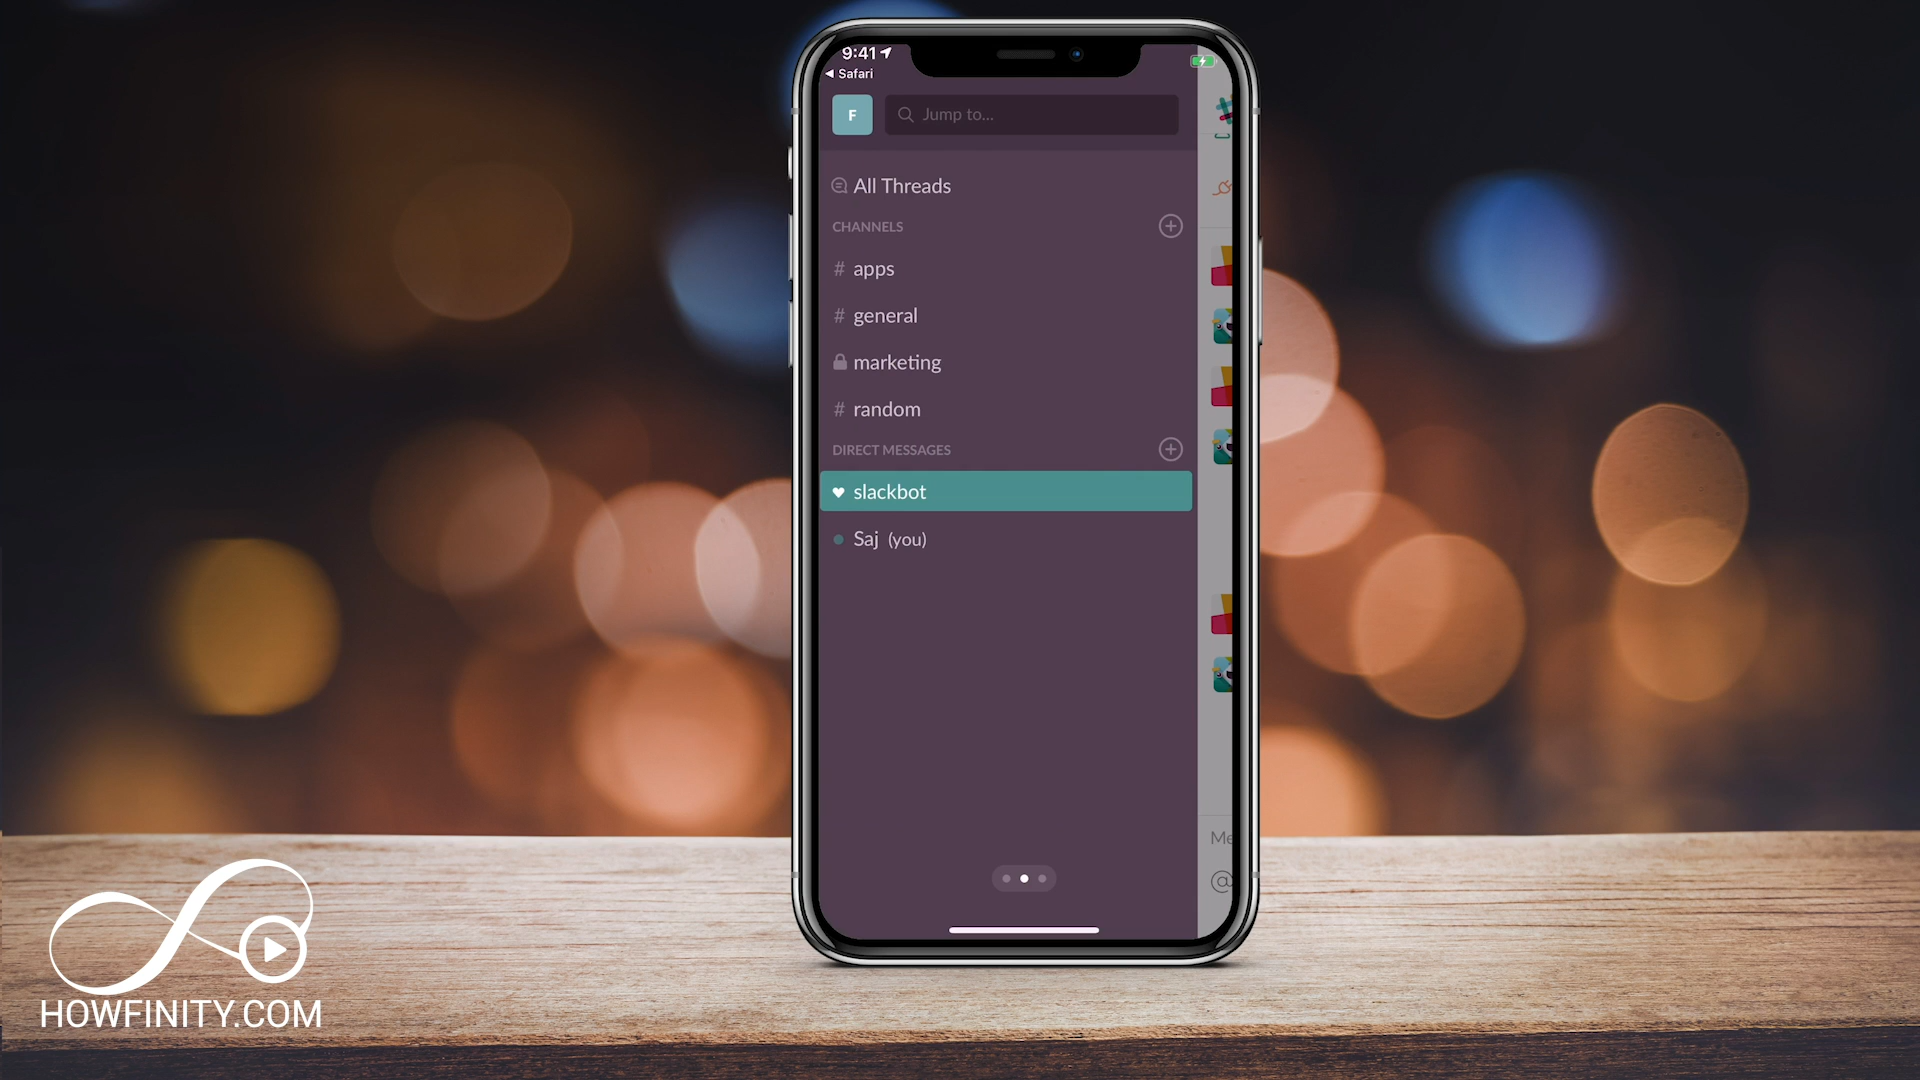 9:41
Safari
F
Jump to...
All Threads
CHANNELS
# apps
# general
marketing
# random
DIRECT MESSAGES
slackbot
Saj (you)
Me
@
HOWFINITY.COM